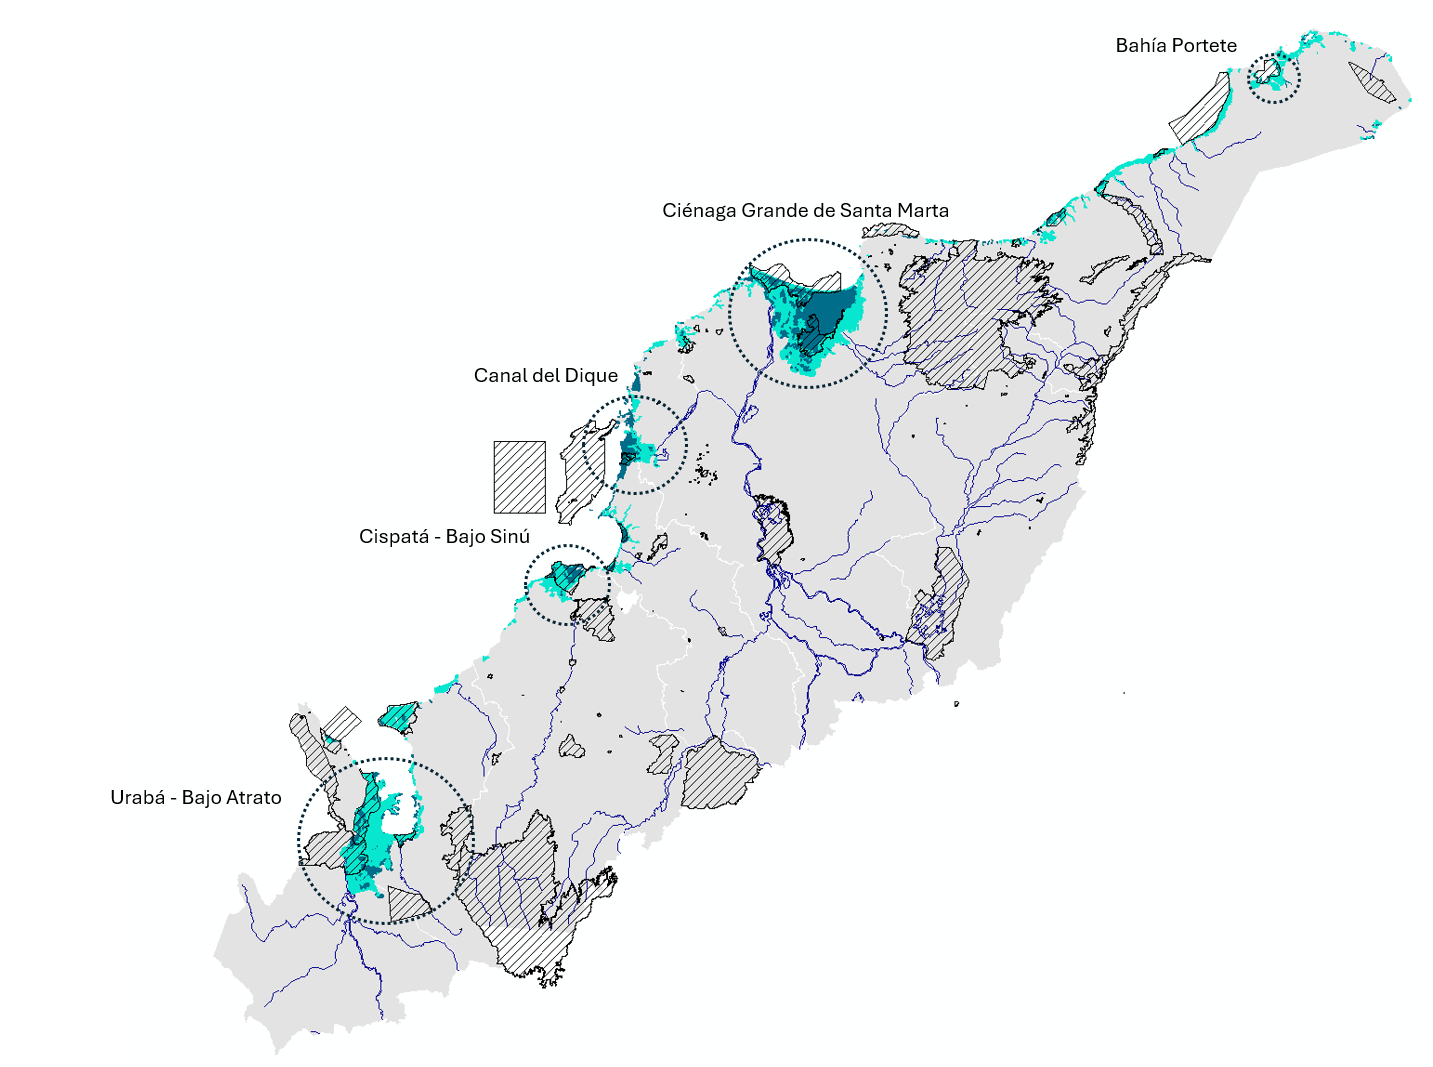 Bahía Portete
Ciénaga Grande de Santa Marta
Canal del Dique
Cispatá - Bajo Sinú
Urabá - Bajo Atrato